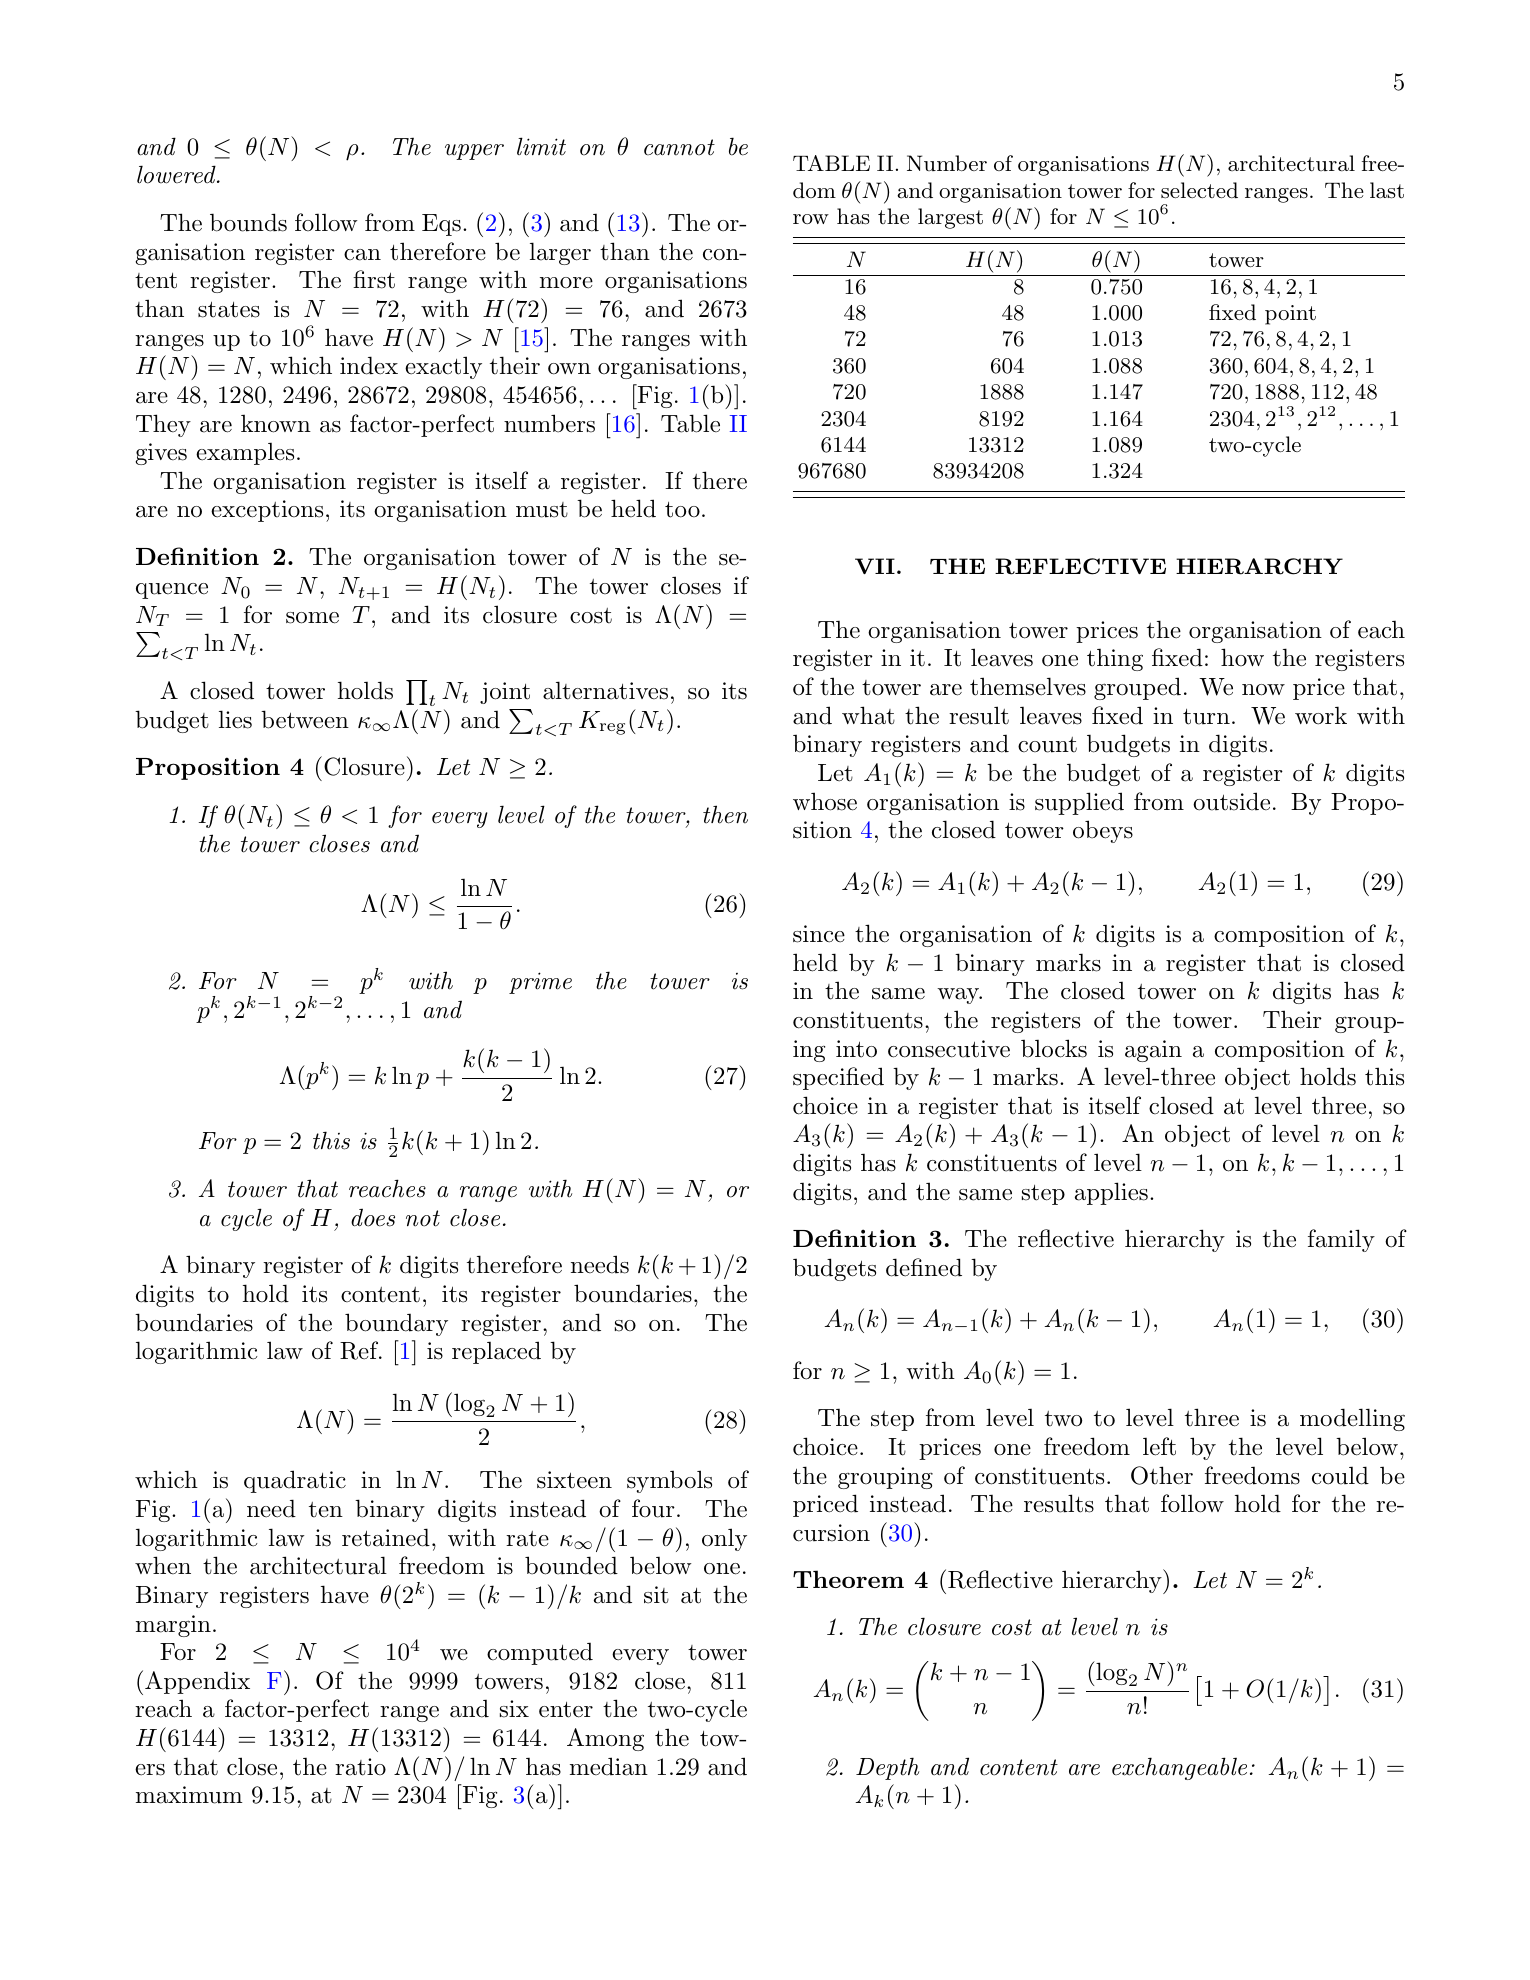 5
and 0 ≤ θ(N) < ρ. The upper limit on θ cannot be
lowered.
The bounds follow from Eqs. (2), (3) and (13). The or-
ganisation register can therefore be larger than the con-
tent register. The first range with more organisations
than states is N = 72, with H(72) = 76, and 2673
ranges up to 10⁶ have H(N) > N [15]. The ranges with
H(N) = N, which index exactly their own organisations,
are 48, 1280, 2496, 28672, 29808, 454656,... [Fig. 1(b)].
They are known as factor-perfect numbers [16]. Table II
gives examples.
The organisation register is itself a register. If there
are no exceptions, its organisation must be held too.
Definition 2. The organisation tower of N is the se-
quence N₀ = N, Nₜ₊₁ = H(Nₜ). The tower closes if
N_T = 1 for some T, and its closure cost is Λ(N) =
∑_{t<T} ln Nₜ.
A closed tower holds ∏ₜ Nₜ joint alternatives, so its
budget lies between κ∞Λ(N) and ∑_{t<T} K_reg(Nₜ).
Proposition 4 (Closure). Let N ≥ 2.
1. If θ(Nₜ) ≤ θ < 1 for every level of the tower, then
the tower closes and
Λ(N) ≤ ln N / (1 − θ). (26)
2. For N = pᵏ with p prime the tower is
pᵏ, 2ᵏ⁻¹, 2ᵏ⁻², . . . , 1 and
Λ(pᵏ) = k ln p + k(k − 1)/2 ln 2. (27)
For p = 2 this is ½k(k + 1) ln 2.
3. A tower that reaches a range with H(N) = N, or
a cycle of H, does not close.
A binary register of k digits therefore needs k(k+1)/2
digits to hold its content, its register boundaries, the
boundaries of the boundary register, and so on. The
logarithmic law of Ref. [1] is replaced by
Λ(N) = ln N (log₂ N + 1) / 2, (28)
which is quadratic in ln N. The sixteen symbols of
Fig. 1(a) need ten binary digits instead of four. The
logarithmic law is retained, with rate κ∞/(1 − θ), only
when the architectural freedom is bounded below one.
Binary registers have θ(2ᵏ) = (k − 1)/k and sit at the
margin.
For 2 ≤ N ≤ 10⁴ we computed every tower
(Appendix F). Of the 9999 towers, 9182 close, 811
reach a factor-perfect range and six enter the two-cycle
H(6144) = 13312, H(13312) = 6144. Among the tow-
ers that close, the ratio Λ(N)/ ln N has median 1.29 and
maximum 9.15, at N = 2304 [Fig. 3(a)].
TABLE II. Number of organisations H(N), architectural free-
dom θ(N) and organisation tower for selected ranges. The last
row has the largest θ(N) for N ≤ 10⁶.
N H(N) θ(N) tower
16 8 0.750 16, 8, 4, 2, 1
48 48 1.000 fixed point
72 76 1.013 72, 76, 8, 4, 2, 1
360 604 1.088 360, 604, 8, 4, 2, 1
720 1888 1.147 720, 1888, 112, 48
2304 8192 1.164 2304, 2¹³, 2¹², . . . , 1
6144 13312 1.089 two-cycle
967680 83934208 1.324
VII. THE REFLECTIVE HIERARCHY
The organisation tower prices the organisation of each
register in it. It leaves one thing fixed: how the registers
of the tower are themselves grouped. We now price that,
and what the result leaves fixed in turn. We work with
binary registers and count budgets in digits.
Let A₁(k) = k be the budget of a register of k digits
whose organisation is supplied from outside. By Propo-
sition 4, the closed tower obeys
A₂(k) = A₁(k) + A₂(k − 1), A₂(1) = 1, (29)
since the organisation of k digits is a composition of k,
held by k − 1 binary marks in a register that is closed
in the same way. The closed tower on k digits has k
constituents, the registers of the tower. Their group-
ing into consecutive blocks is again a composition of k,
specified by k − 1 marks. A level-three object holds this
choice in a register that is itself closed at level three, so
A₃(k) = A₂(k) + A₃(k − 1). An object of level n on k
digits has k constituents of level n − 1, on k, k − 1, . . . , 1
digits, and the same step applies.
Definition 3. The reflective hierarchy is the family of
budgets defined by
Aₙ(k) = Aₙ₋₁(k) + Aₙ(k − 1), Aₙ(1) = 1, (30)
for n ≥ 1, with A₀(k) = 1.
The step from level two to level three is a modelling
choice. It prices one freedom left by the level below,
the grouping of constituents. Other freedoms could be
priced instead. The results that follow hold for the re-
cursion (30).
Theorem 4 (Reflective hierarchy). Let N = 2ᵏ.
1. The closure cost at level n is
Aₙ(k) = (k + n − 1 n) = (log₂ N)ⁿ / n! [1 + O(1/k)]. (31)
2. Depth and content are exchangeable: Aₙ(k + 1) =
Aₖ(n + 1).